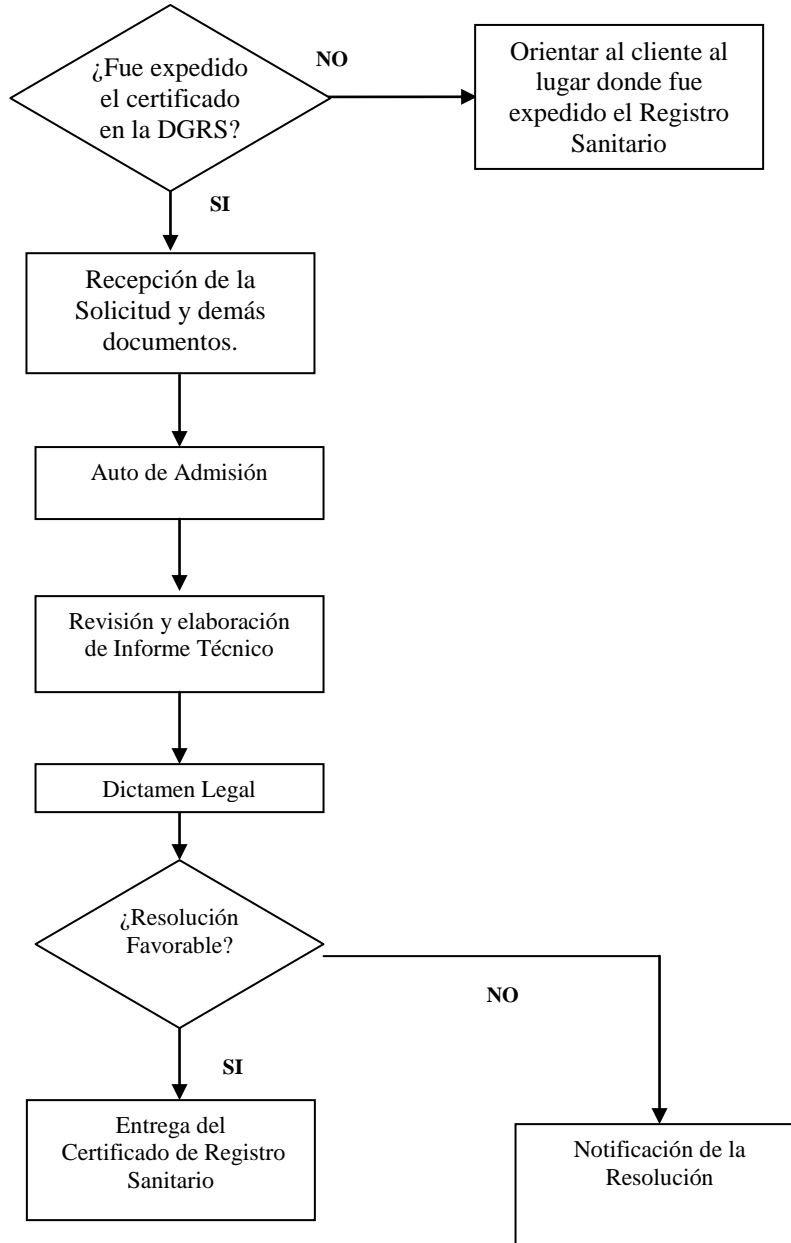 ¿Fue expedido
el certificado
en la DGRS?
NO
Orientar al cliente al
lugar donde fue
expedido el Registro
Sanitario
SI
Recepción de la
Solicitud y demás
documentos.
Auto de Admisión
Revisión y elaboración
de Informe Técnico
Dictamen Legal
¿Resolución
Favorable?
NO
SI
Entrega del
Certificado de Registro
Sanitario
Notificación de la
Resolución